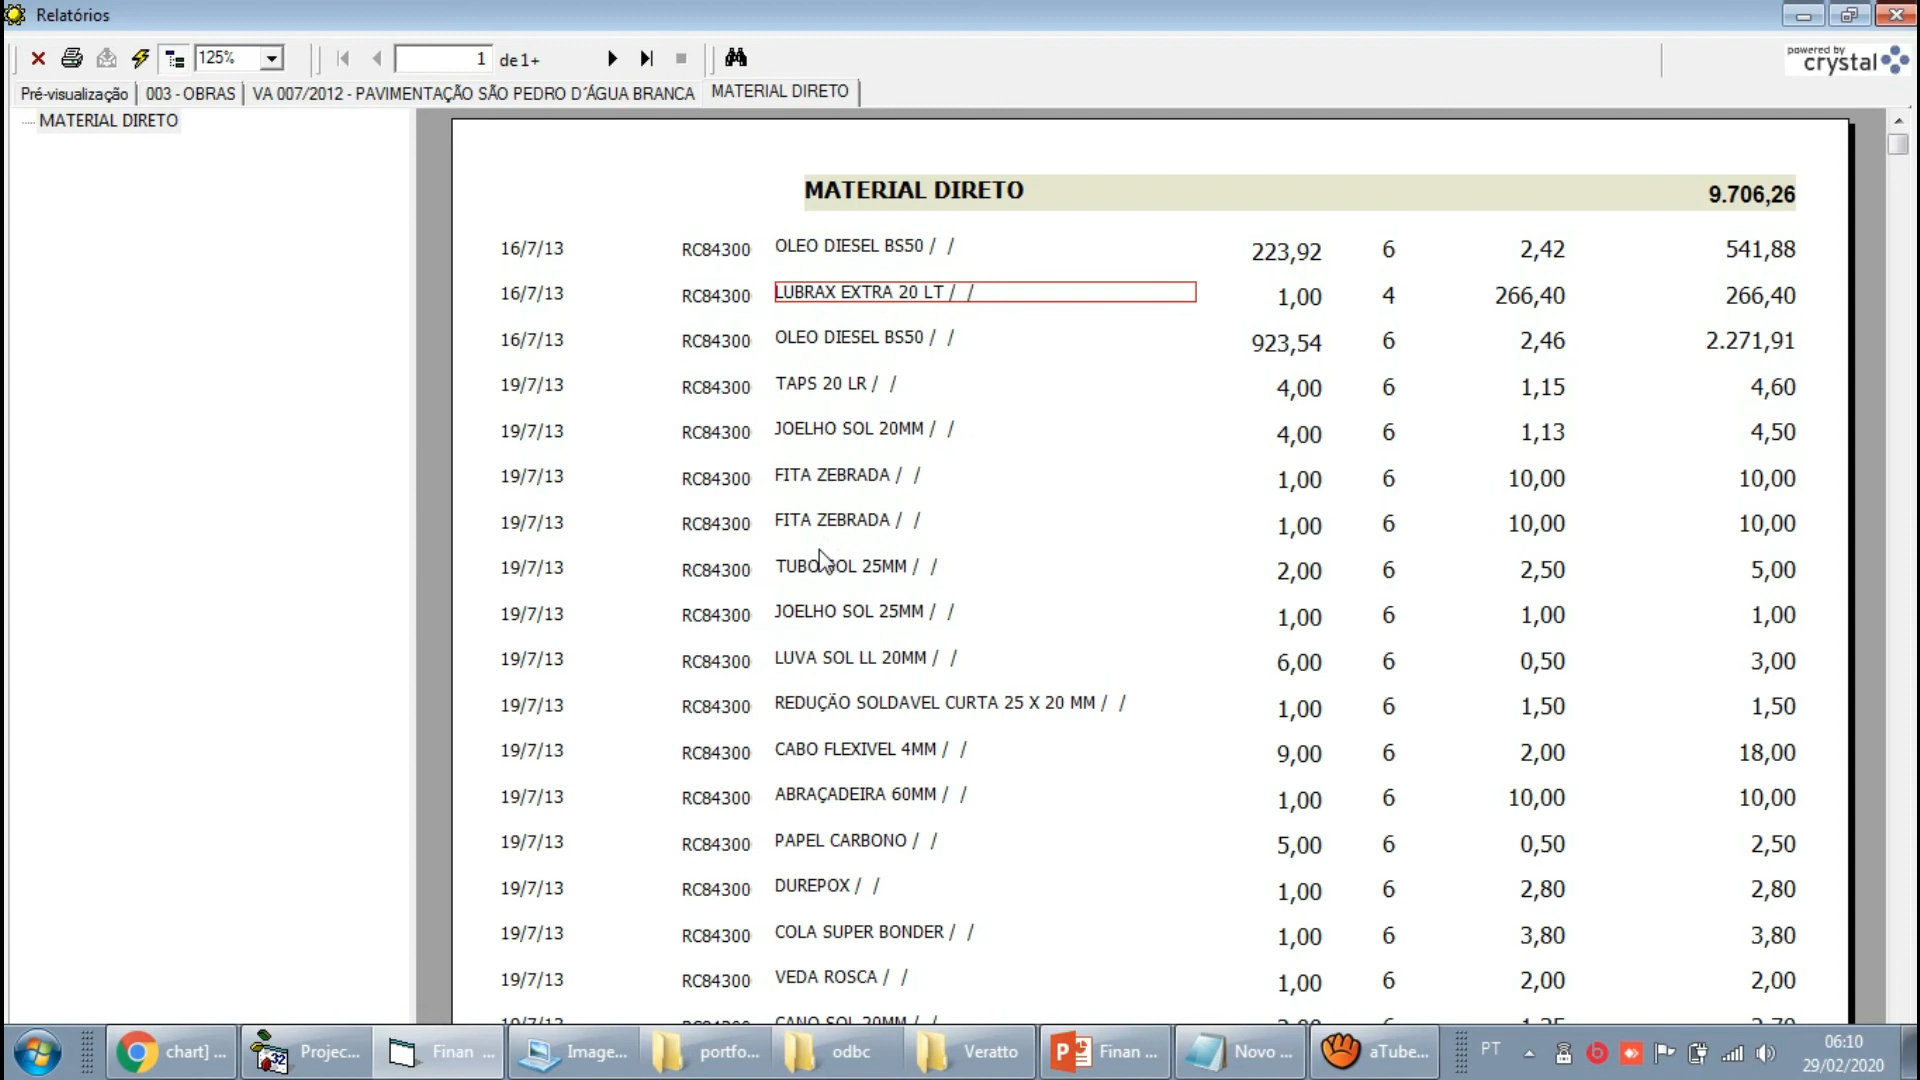 Relatórios
125% 1 de1+ powered by crystal
Pré-visualização 003 - OBRAS VA 007/2012 - PAVIMENTAÇÃO SÃO PEDRO D´ÁGUA BRANCA MATERIAL DIRETO
MATERIAL DIRETO
MATERIAL DIRETO 9.706,26
16/7/13 RC84300 OLEO DIESEL BS50 / / 223,92 6 2,42 541,88
16/7/13 RC84300 LUBRAX EXTRA 20 LT / / 1,00 4 266,40 266,40
16/7/13 RC84300 OLEO DIESEL BS50 / / 923,54 6 2,46 2.271,91
19/7/13 RC84300 TAPS 20 LR / / 4,00 6 1,15 4,60
19/7/13 RC84300 JOELHO SOL 20MM / / 4,00 6 1,13 4,50
19/7/13 RC84300 FITA ZEBRADA / / 1,00 6 10,00 10,00
19/7/13 RC84300 FITA ZEBRADA / / 1,00 6 10,00 10,00
19/7/13 RC84300 TUBO SOL 25MM / / 2,00 6 2,50 5,00
19/7/13 RC84300 JOELHO SOL 25MM / / 1,00 6 1,00 1,00
19/7/13 RC84300 LUVA SOL LL 20MM / / 6,00 6 0,50 3,00
19/7/13 RC84300 REDUÇÃO SOLDAVEL CURTA 25 X 20 MM / / 1,00 6 1,50 1,50
19/7/13 RC84300 CABO FLEXIVEL 4MM / / 9,00 6 2,00 18,00
19/7/13 RC84300 ABRAÇADEIRA 60MM / / 1,00 6 10,00 10,00
19/7/13 RC84300 PAPEL CARBONO / / 5,00 6 0,50 2,50
19/7/13 RC84300 DUREPOX / / 1,00 6 2,80 2,80
19/7/13 RC84300 COLA SUPER BONDER / / 1,00 6 3,80 3,80
19/7/13 RC84300 VEDA ROSCA / / 1,00 6 2,00 2,00
19/7/13 RC84300 CANO SOL 20MM / /
chart] ... Projec... Finan ... Image... portfo... odbc Veratto Finan ... Novo ... aTube... PT 06:10
29/02/2020